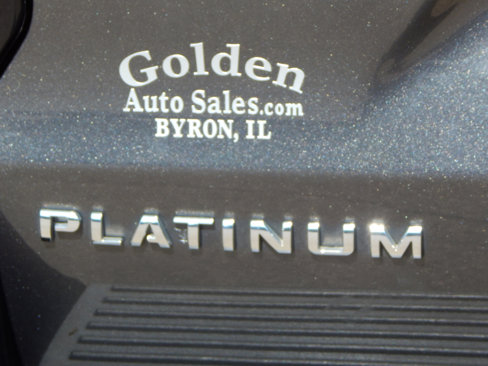 Golden
Auto Sales.com
BYRON, IL
PLATINUM